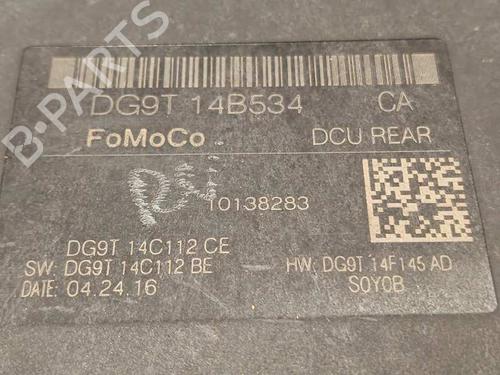 DG9T 14B534 CA
FoMoCo DCU REAR
10138283
DG9T 14C112 CE
SW: DG9T 14C112 BE HW: DG9T 14F145 AD
DATE: 04.24.16 S0Y0B
B-PARTS